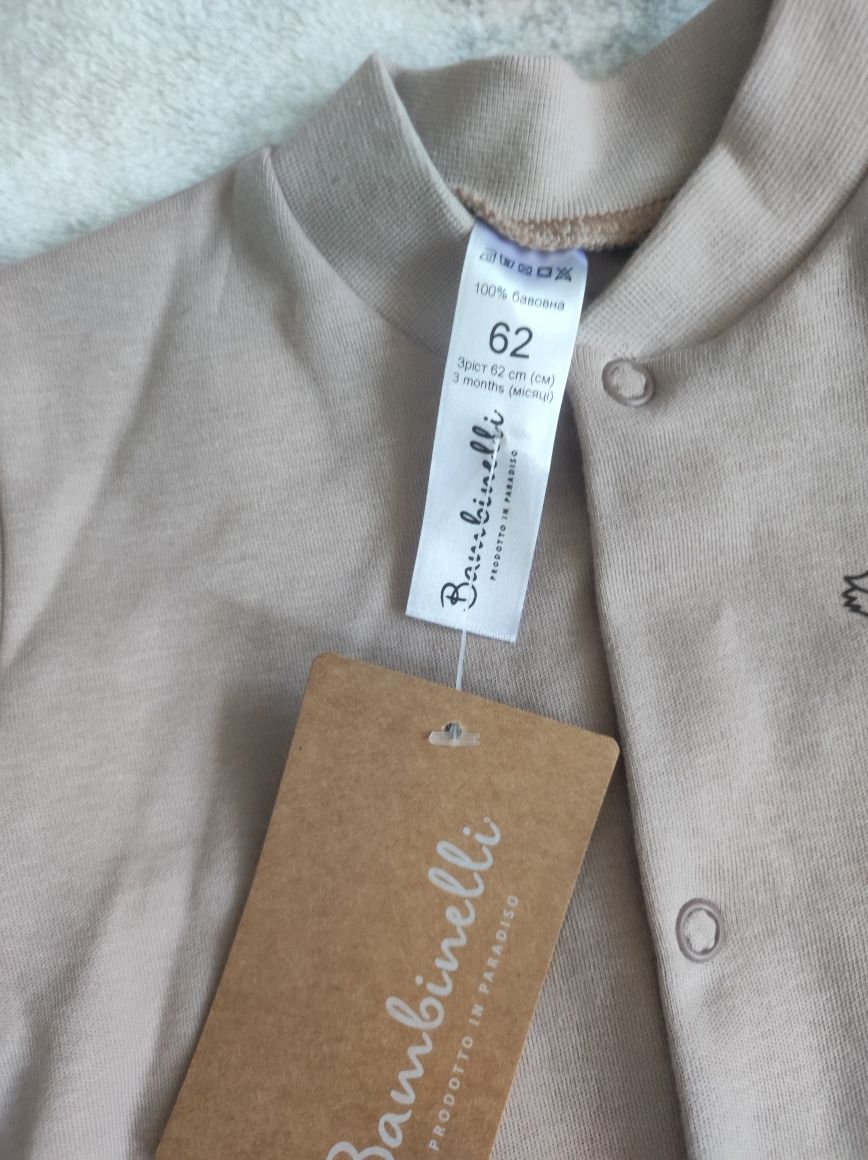 100% бавовна
62
Зріст 62 cm (см)
3 months (місяці)
Bambinelli
PRODOTTO IN PARADISO
Bambinelli
PRODOTTO IN PARADISO